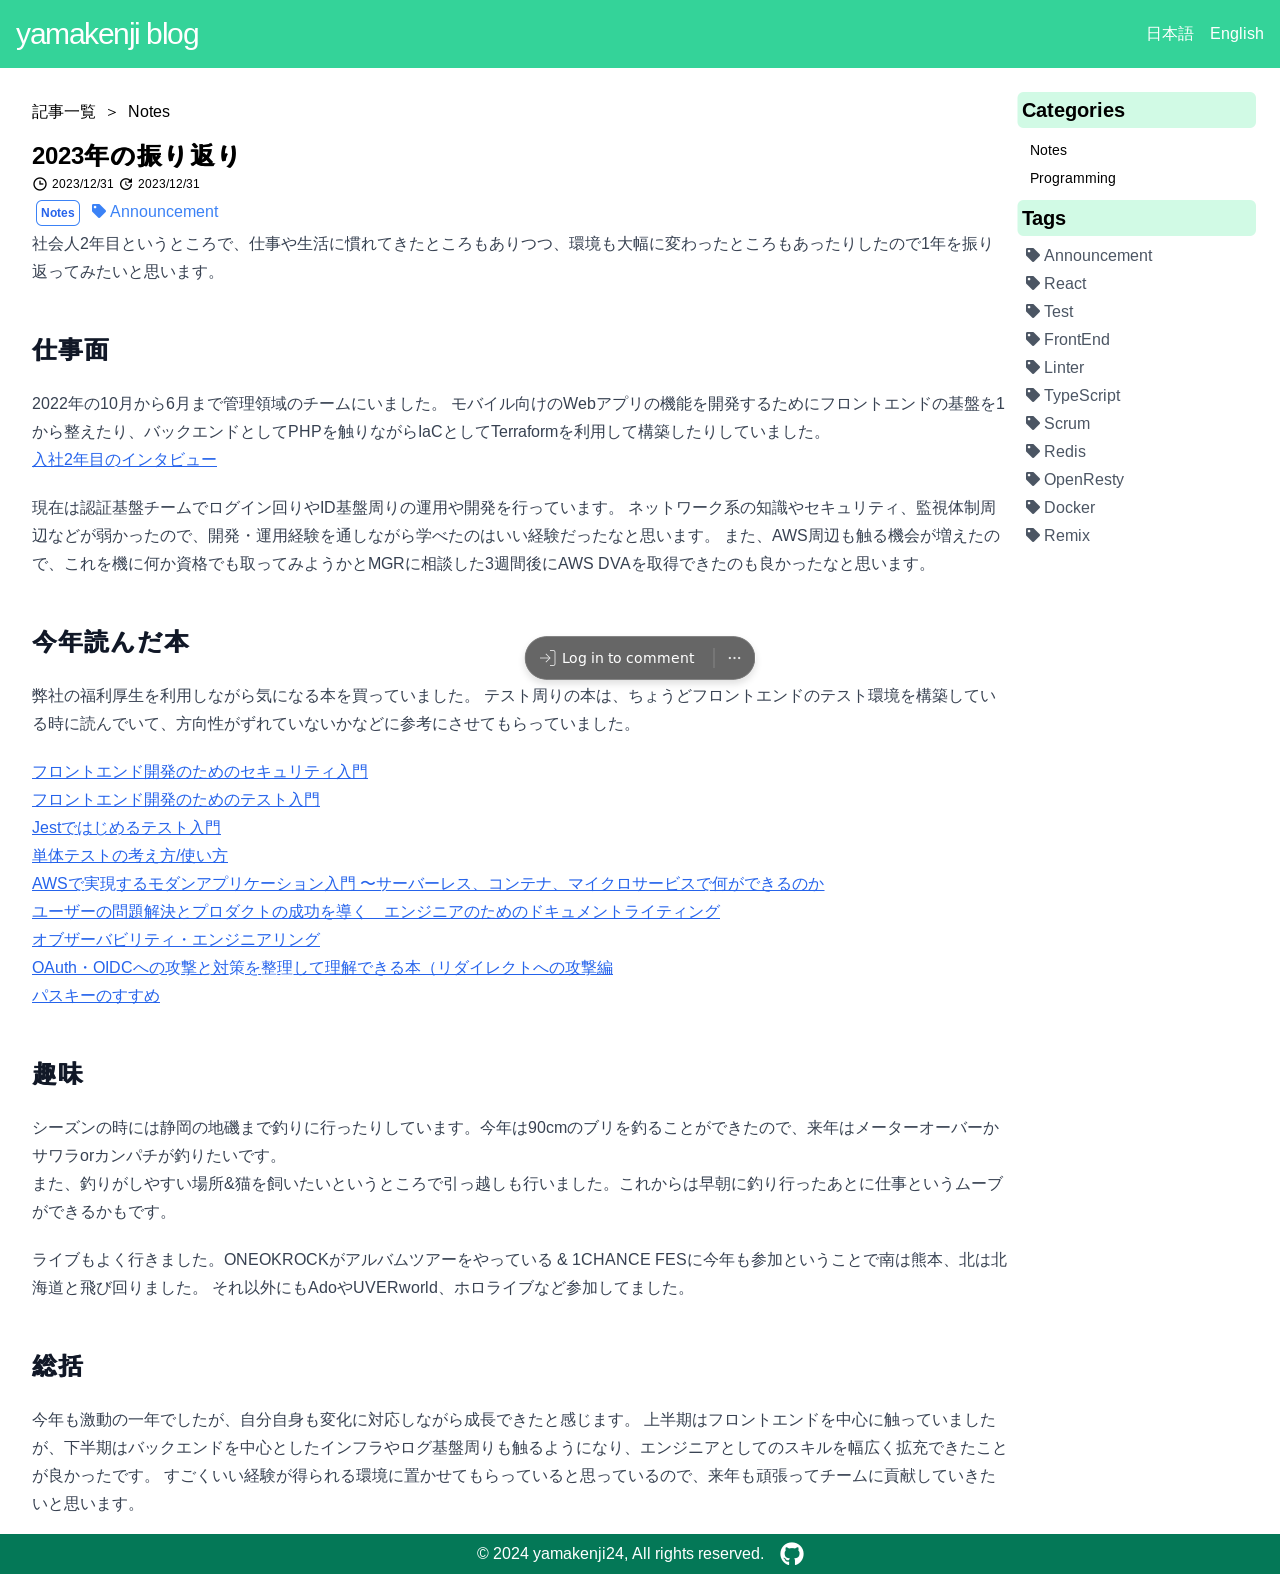 yamakenji blog
日本語 English
記事一覧 > Notes
2023年の振り返り
2023/12/31 2023/12/31
Notes Announcement
社会人2年目というところで、仕事や生活に慣れてきたところもありつつ、環境も大幅に変わったところもあったりしたので1年を振り
返ってみたいと思います。
仕事面
2022年の10月から6月まで管理領域のチームにいました。 モバイル向けのWebアプリの機能を開発するためにフロントエンドの基盤を1
から整えたり、バックエンドとしてPHPを触りながらIaCとしてTerraformを利用して構築したりしていました。
入社2年目のインタビュー
現在は認証基盤チームでログイン回りやID基盤周りの運用や開発を行っています。 ネットワーク系の知識やセキュリティ、監視体制周
辺などが弱かったので、開発・運用経験を通しながら学べたのはいい経験だったなと思います。 また、AWS周辺も触る機会が増えたの
で、これを機に何か資格でも取ってみようかとMGRに相談した3週間後にAWS DVAを取得できたのも良かったなと思います。
今年読んだ本
弊社の福利厚生を利用しながら気になる本を買っていました。 テスト周りの本は、ちょうどフロントエンドのテスト環境を構築してい
る時に読んでいて、方向性がずれていないかなどに参考にさせてもらっていました。
フロントエンド開発のためのセキュリティ入門
フロントエンド開発のためのテスト入門
Jestではじめるテスト入門
単体テストの考え方/使い方
AWSで実現するモダンアプリケーション入門 〜サーバーレス、コンテナ、マイクロサービスで何ができるのか
ユーザーの問題解決とプロダクトの成功を導く　エンジニアのためのドキュメントライティング
オブザーバビリティ・エンジニアリング
OAuth・OIDCへの攻撃と対策を整理して理解できる本（リダイレクトへの攻撃編
パスキーのすすめ
趣味
シーズンの時には静岡の地磯まで釣りに行ったりしています。今年は90cmのブリを釣ることができたので、来年はメーターオーバーか
サワラorカンパチが釣りたいです。
また、釣りがしやすい場所&猫を飼いたいというところで引っ越しも行いました。これからは早朝に釣り行ったあとに仕事というムーブ
ができるかもです。
ライブもよく行きました。ONEOKROCKがアルバムツアーをやっている & 1CHANCE FESに今年も参加ということで南は熊本、北は北
海道と飛び回りました。 それ以外にもAdoやUVERworld、ホロライブなど参加してました。
総括
今年も激動の一年でしたが、自分自身も変化に対応しながら成長できたと感じます。 上半期はフロントエンドを中心に触っていました
が、下半期はバックエンドを中心としたインフラやログ基盤周りも触るようになり、エンジニアとしてのスキルを幅広く拡充できたこと
が良かったです。 すごくいい経験が得られる環境に置かせてもらっていると思っているので、来年も頑張ってチームに貢献していきた
いと思います。
Categories
Notes
Programming
Tags
Announcement
React
Test
FrontEnd
Linter
TypeScript
Scrum
Redis
OpenResty
Docker
Remix
Log in to comment
© 2024 yamakenji24, All rights reserved.